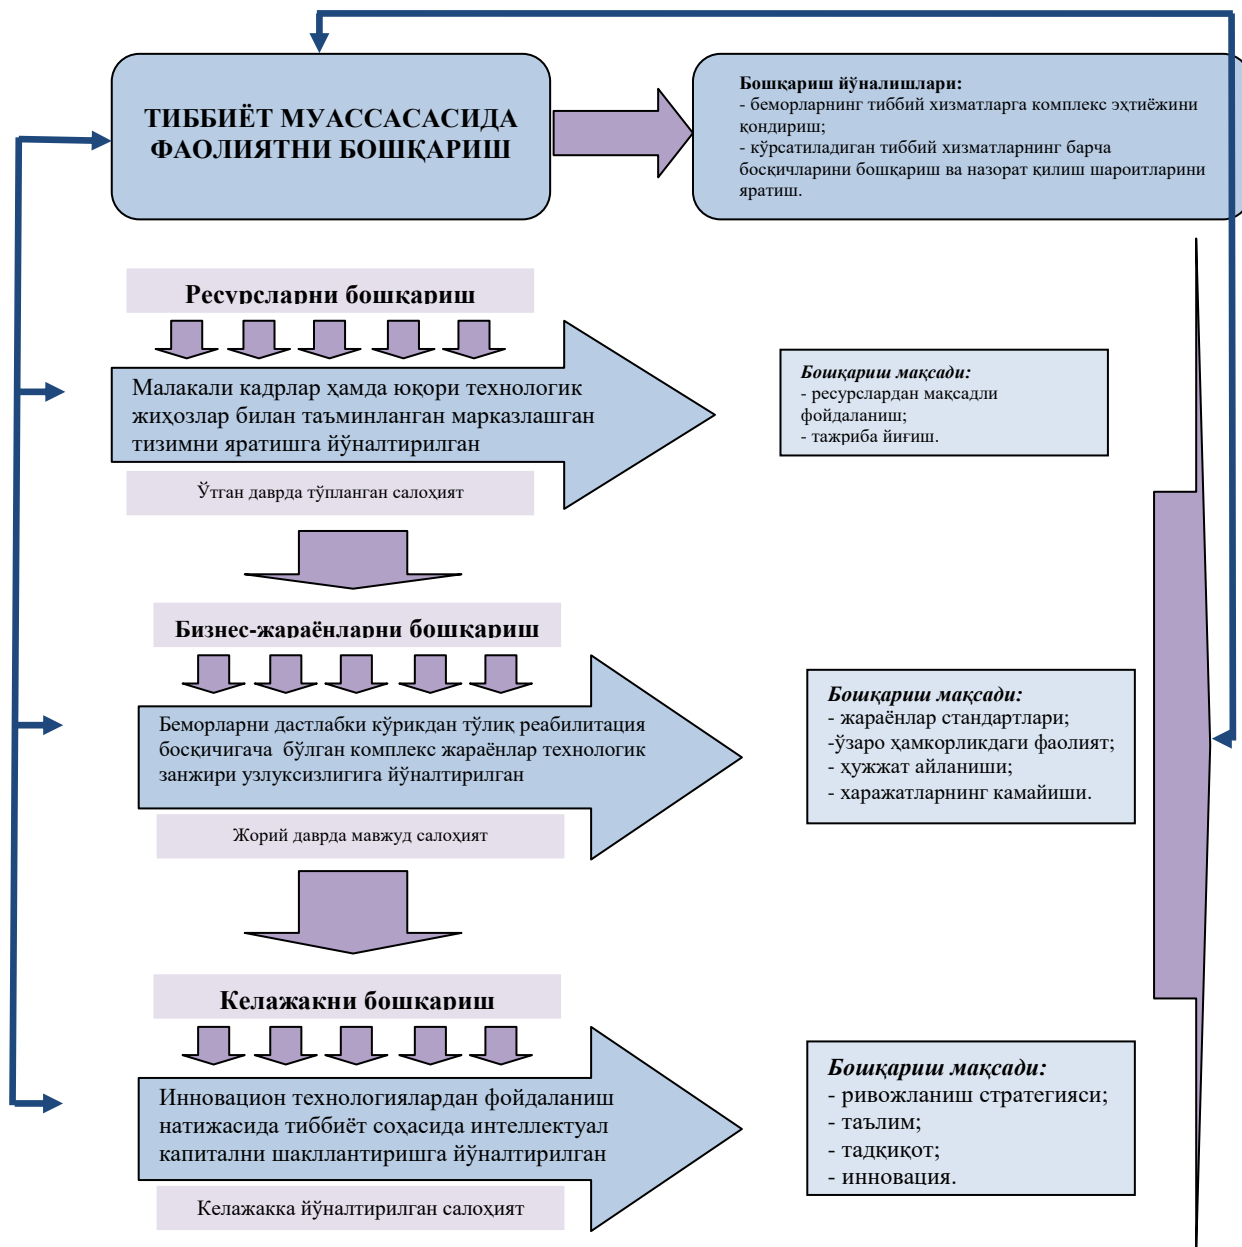 ТИББИЁТ МУАССАСАСИДА
ФАОЛИЯТНИ БОШҚАРИШ
Бошқариш йўналишлари:
- беморларнинг тиббий хизматларга комплекс эҳтиёжини
қондириш;
- кўрсатиладиган тиббий хизматларнинг барча
босқичларини бошқариш ва назорат қилиш шароитларини
яратиш.
Ресурсларни бошқариш
Малакали кадрлар ҳамда юқори технологик
жиҳозлар билан таъминланган марказлашган
тизимни яратишга йўналтирилган
Ўтган даврда тўпланган салоҳият
Бошқариш мақсади:
- ресурслардан мақсадли
фойдаланиш;
- тажриба йиғиш.
Бизнес-жараёнларни бошқариш
Беморларни дастлабки кўрикдан тўлиқ реабилитация
босқичигача бўлган комплекс жараёнлар технологик
занжири узлуксизлигига йўналтирилган
Жорий даврда мавжуд салоҳият
Бошқариш мақсади:
- жараёнлар стандартлари;
-ўзаро ҳамкорликдаги фаолият;
- ҳужжат айланиши;
- харажатларнинг камайиши.
Келажакни бошқариш
Инновацион технологиялардан фойдаланиш
натижасида тиббиёт соҳасида интеллектуал
капитални шакллантиришга йўналтирилган
Келажакка йўналтирилган салоҳият
Бошқариш мақсади:
- ривожланиш стратегияси;
- таълим;
- тадқиқот;
- инновация.